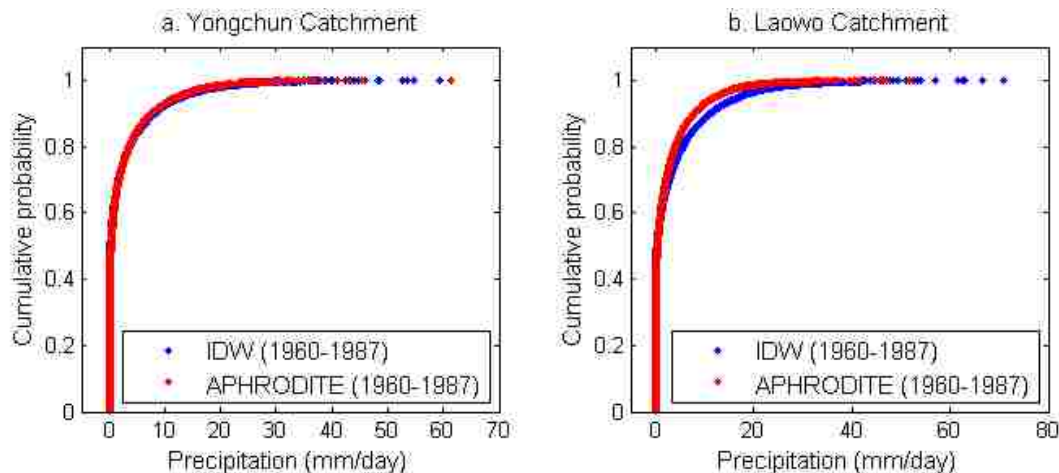 a. Yongchun Catchment
1
0.8
0.6
0.4
0.2
0
Cumulative probability
IDW (1960-1987)
APHRODITE (1960-1987)
0 10 20 30 40 50 60 70
Precipitation (mm/day)
b. Laowo Catchment
1
0.8
0.6
0.4
0.2
0
Cumulative probability
IDW (1960-1987)
APHRODITE (1960-1987)
0 20 40 60 80
Precipitation (mm/day)